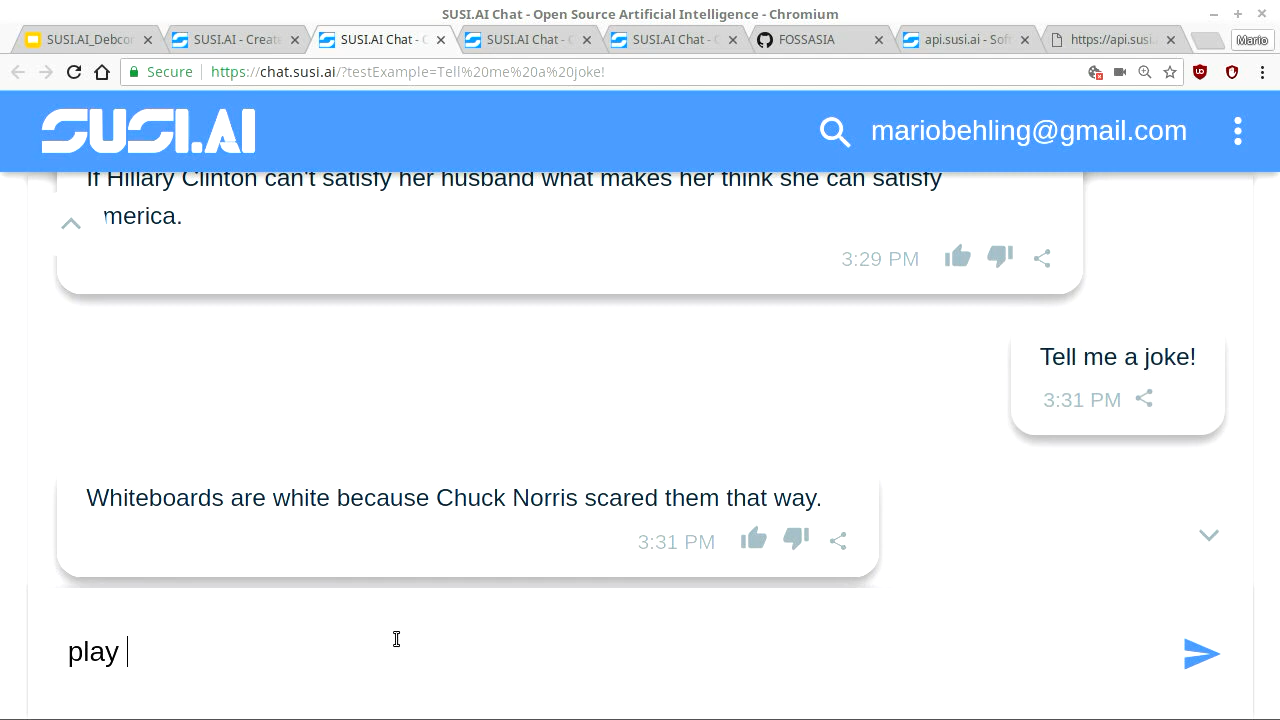 SUSI.AI Chat - Open Source Artificial Intelligence - Chromium
SUSI.AI_Debcon
SUSI.AI - Create
SUSI.AI Chat - O
SUSI.AI Chat - O
SUSI.AI Chat - O
FOSSASIA
api.susi.ai - Soft
https://api.susi.
Mario
Secure
https://chat.susi.ai/?testExample=Tell%20me%20a%20joke!
SUSI.AI
mariobehling@gmail.com
If Hillary Clinton can't satisfy her husband what makes her think she can satisfy
merica.
3:29 PM
Tell me a joke!
3:31 PM
Whiteboards are white because Chuck Norris scared them that way.
3:31 PM
play